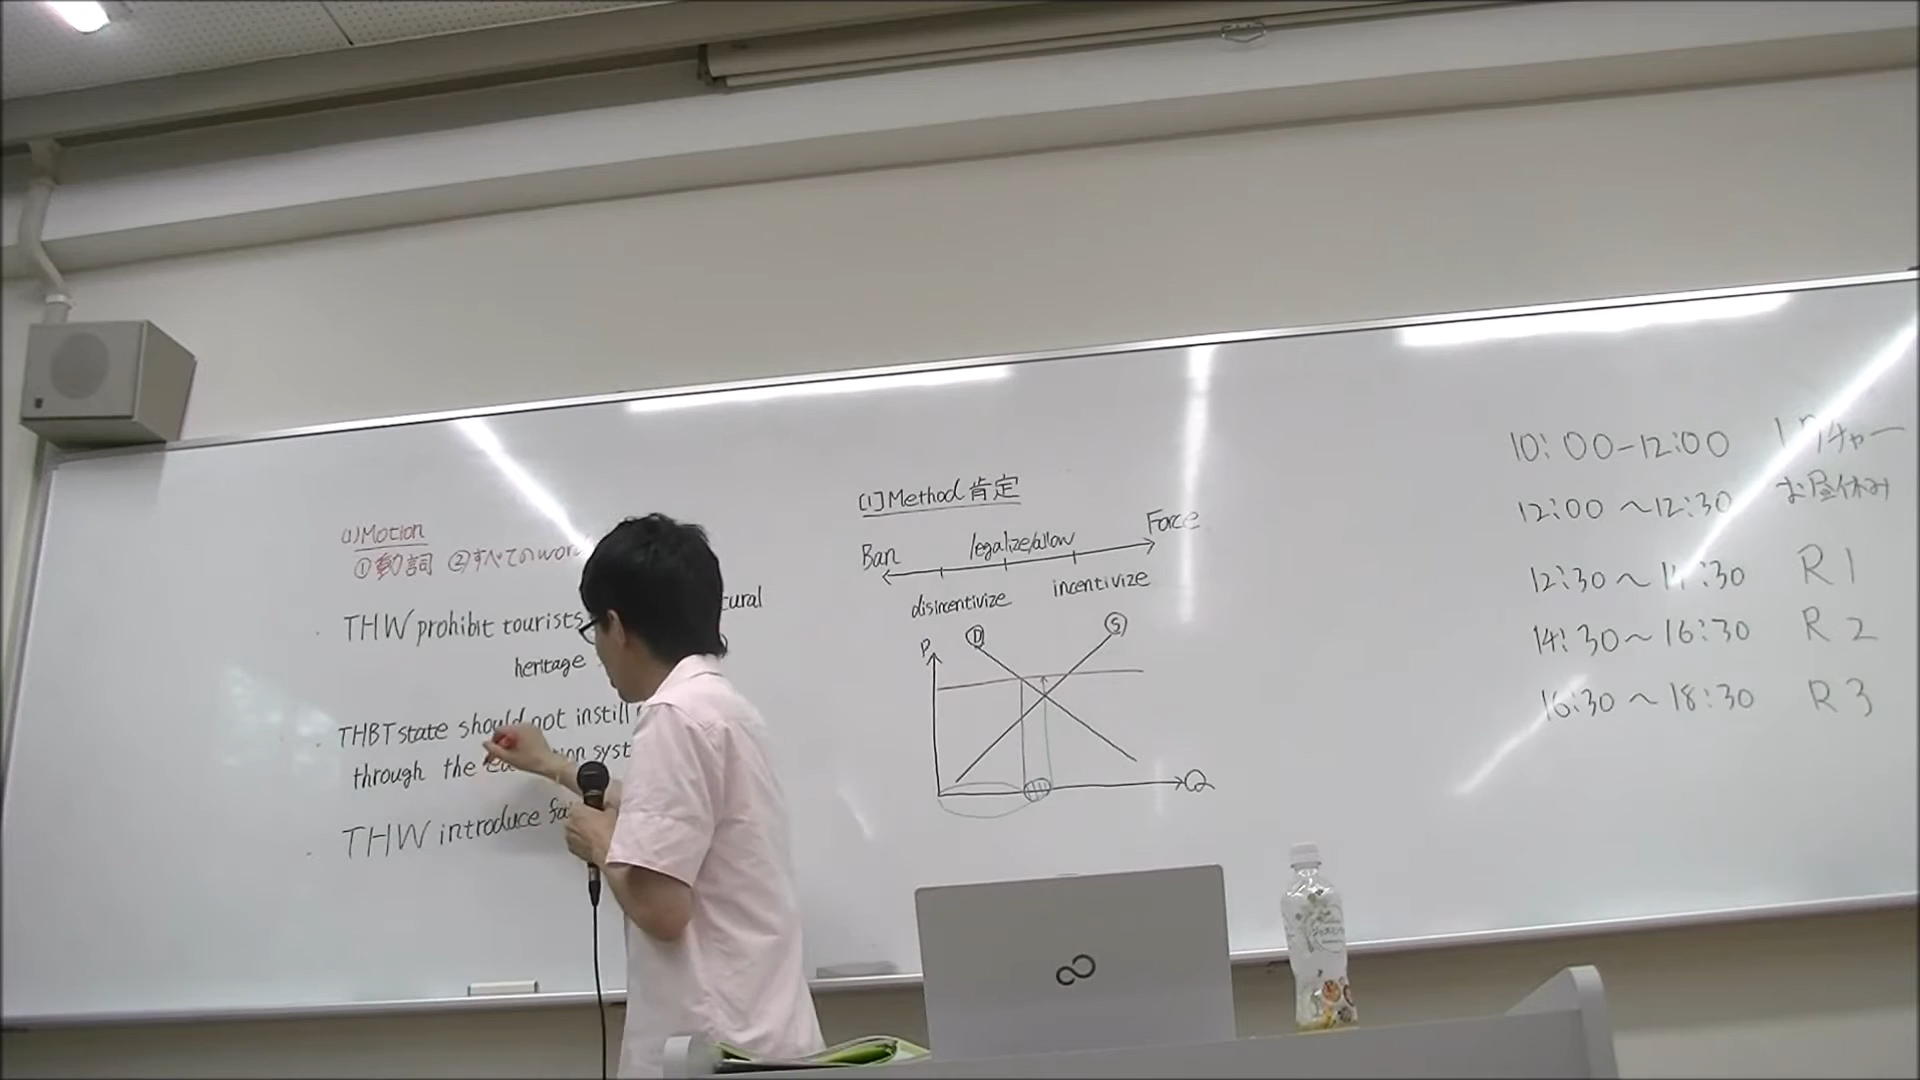 (1)Motion
①動詞 ②すべてのwor
THW prohibit tourists
tural
heritage
THBT state should not instill
through the syst
THW introduce
[1]Method 肯定
Ban legalize/allow Force
disincentivize incentivize
P D S
Q
10:00-12:00 レクチャー
12:00～12:30 お昼休み
12:30～14:30 R1
14:30～16:30 R2
16:30～18:30 R3